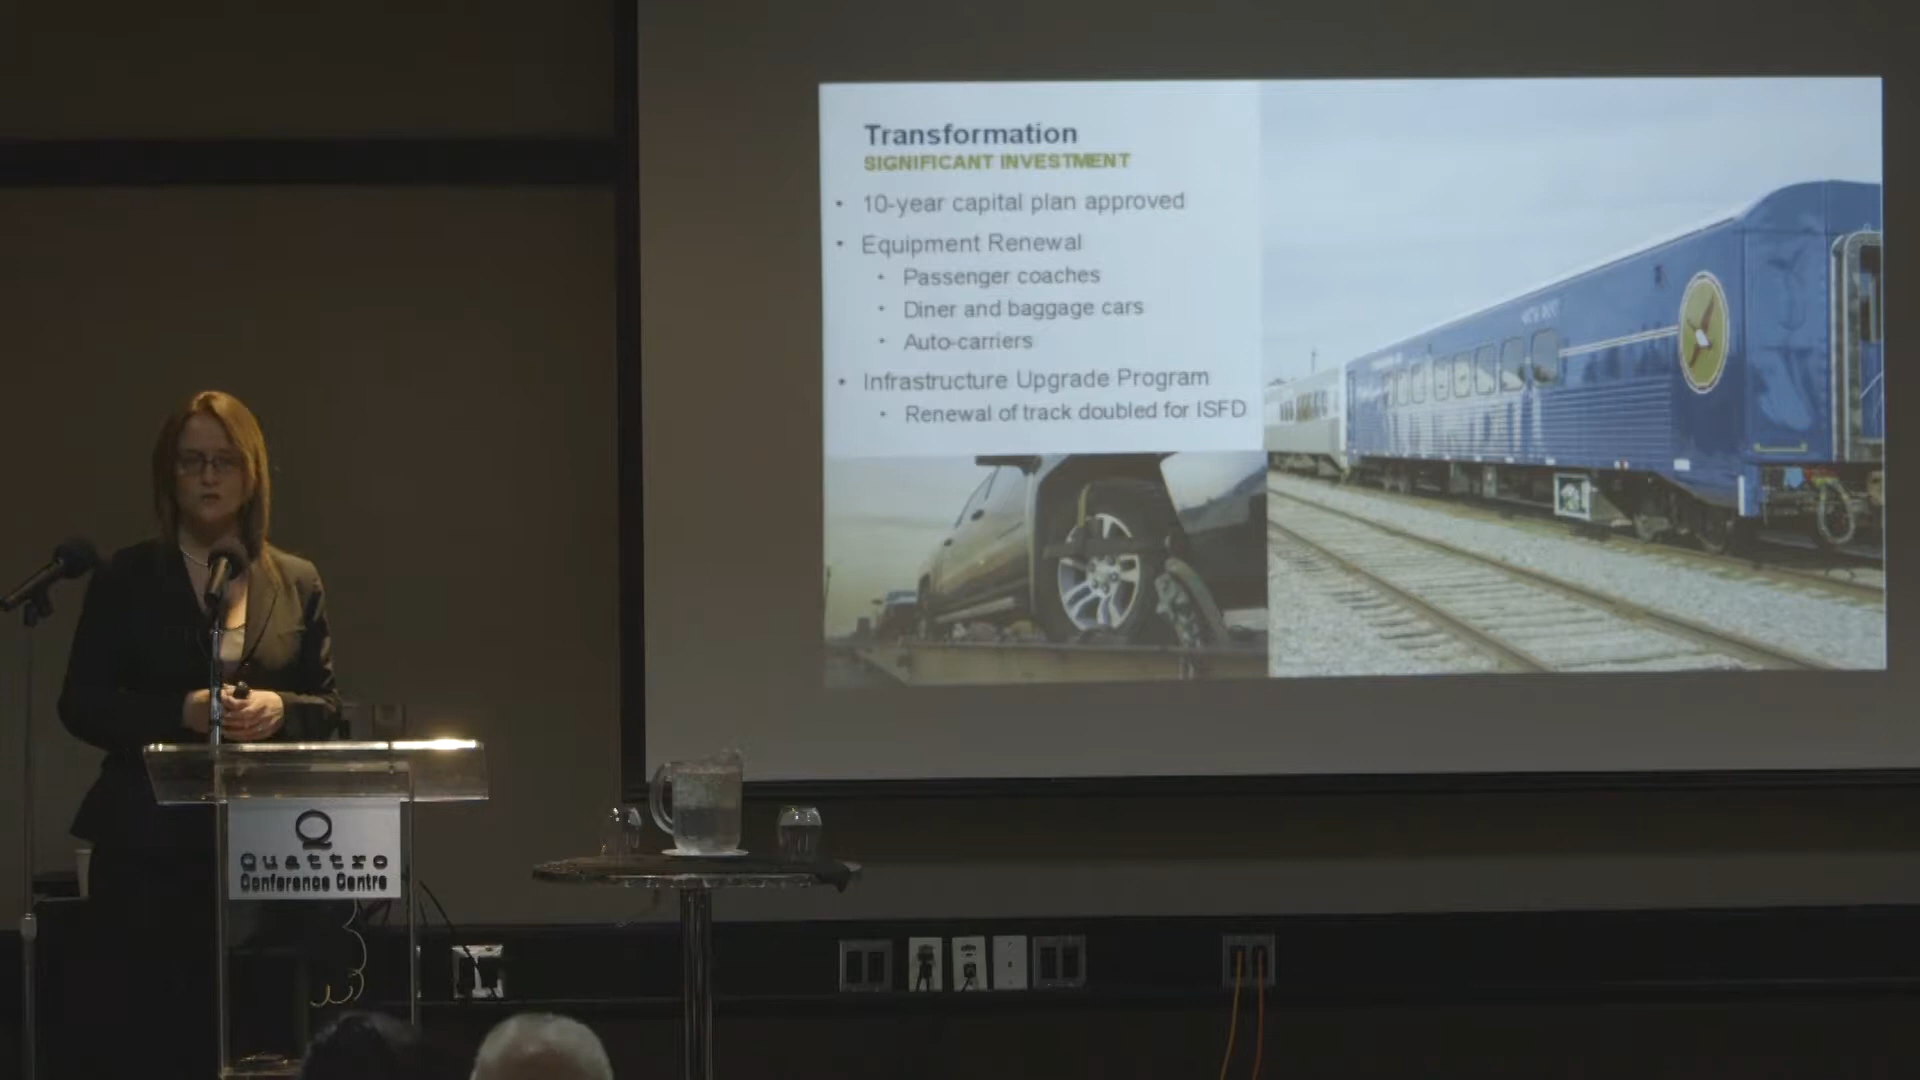 Transformation
SIGNIFICANT INVESTMENT
• 10-year capital plan approved
• Equipment Renewal
• Passenger coaches
• Diner and baggage cars
• Auto-carriers
• Infrastructure Upgrade Program
• Renewal of track doubled for ISFD
Q
Quattro
Conference Centre